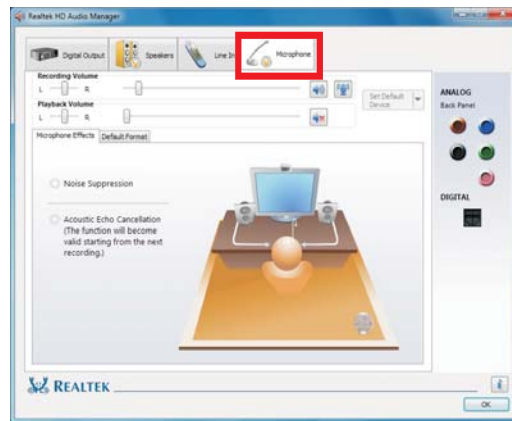 Realtek HD Audio Manager
Digital Output
Speakers
Line In
Microphone
Recording Volume
L
R
Set Default
Device
Playback Volume
L
R
Microphone Effects
Default Format
Noise Suppression
Acoustic Echo Cancellation
(The function will become
valid starting from the next
recording.)
ANALOG
Back Panel
DIGITAL
REALTEK
i
OK